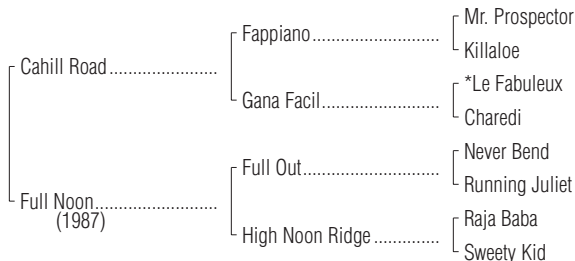 Mr. Prospector
Fappiano
Killaloe
Cahill Road
*Le Fabuleux
Gana Facil
Charedi
Never Bend
Full Out
Running Juliet
Full Noon
(1987)
Raja Baba
High Noon Ridge
Sweety Kid